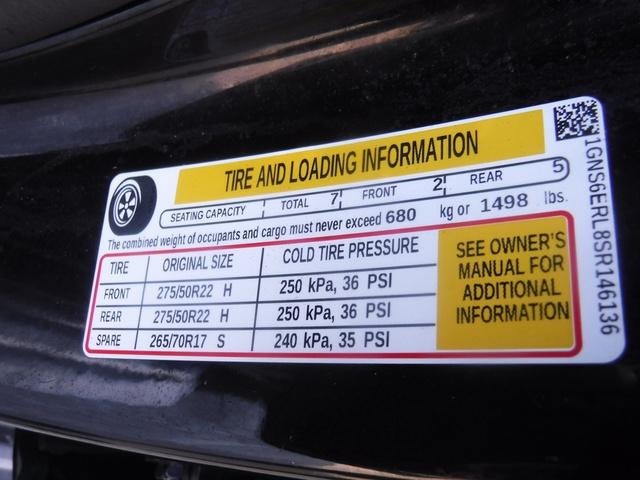 TIRE AND LOADING INFORMATION
SEATING CAPACITY TOTAL 7 FRONT 2 REAR 5
The combined weight of occupants and cargo must never exceed 680 kg or 1498 lbs.
TIRE ORIGINAL SIZE COLD TIRE PRESSURE
FRONT 275/50R22 H 250 kPa, 36 PSI
REAR 275/50R22 H 250 kPa, 36 PSI
SPARE 265/70R17 S 240 kPa, 35 PSI
SEE OWNER'S
MANUAL FOR
ADDITIONAL
INFORMATION
1GNS6ERL8SR146136